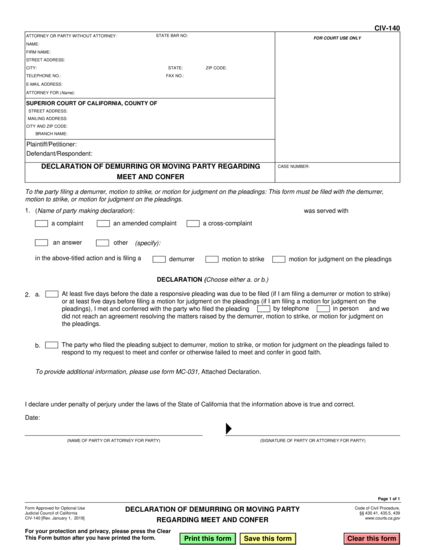 CIV-140
ATTORNEY OR PARTY WITHOUT ATTORNEY: STATE BAR NO:
FOR COURT USE ONLY
NAME:
FIRM NAME:
STREET ADDRESS:
CITY: STATE: ZIP CODE:
TELEPHONE NO.: FAX NO.:
E-MAIL ADDRESS:
ATTORNEY FOR (Name):
SUPERIOR COURT OF CALIFORNIA, COUNTY OF
STREET ADDRESS:
MAILING ADDRESS:
CITY AND ZIP CODE:
BRANCH NAME:
Plaintiff/Petitioner:
Defendant/Respondent:
DECLARATION OF DEMURRING OR MOVING PARTY REGARDING
MEET AND CONFER
CASE NUMBER:
To the party filing a demurrer, motion to strike, or motion for judgment on the pleadings: This form must be filed with the demurrer,
motion to strike, or motion for judgment on the pleadings.
1. (Name of party making declaration): was served with
a complaint an amended complaint a cross-complaint
an answer other (specify):
in the above-titled action and is filing a demurrer motion to strike motion for judgment on the pleadings
DECLARATION (Choose either a. or b.)
2. a. At least five days before the date a responsive pleading was due to be filed (if I am filing a demurrer or motion to strike)
or at least five days before filing a motion for judgment on the pleadings (if I am filing a motion for judgment on the
pleadings), I met and conferred with the party who filed the pleading by telephone in person and we
did not reach an agreement resolving the matters raised by the demurrer, motion to strike, or motion for judgment on
the pleadings.
b. The party who filed the pleading subject to demurrer, motion to strike, or motion for judgment on the pleadings failed to
respond to my request to meet and confer or otherwise failed to meet and confer in good faith.
To provide additional information, please use form MC-031, Attached Declaration.
I declare under penalty of perjury under the laws of the State of California that the information above is true and correct.
Date:
(NAME OF PARTY OR ATTORNEY FOR PARTY) (SIGNATURE OF PARTY OR ATTORNEY FOR PARTY)
Page 1 of 1
Form Approved for Optional Use
Judicial Council of California
CIV-140 [Rev. January 1, 2019]
DECLARATION OF DEMURRING OR MOVING PARTY
REGARDING MEET AND CONFER
Code of Civil Procedure,
§§ 430.41, 435.5, 439
www.courts.ca.gov
For your protection and privacy, please press the Clear
This Form button after you have printed the form.
Print this form Save this form Clear this form